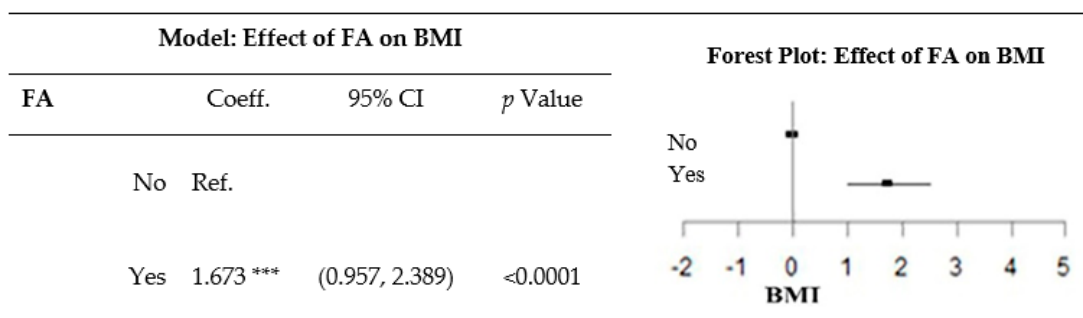 Model: Effect of FA on BMI
FA Coeff. 95% CI p Value
No Ref.
Yes 1.673 *** (0.957, 2.389) <0.0001
Forest Plot: Effect of FA on BMI
No
Yes
-2 -1 0 1 2 3 4 5
BMI